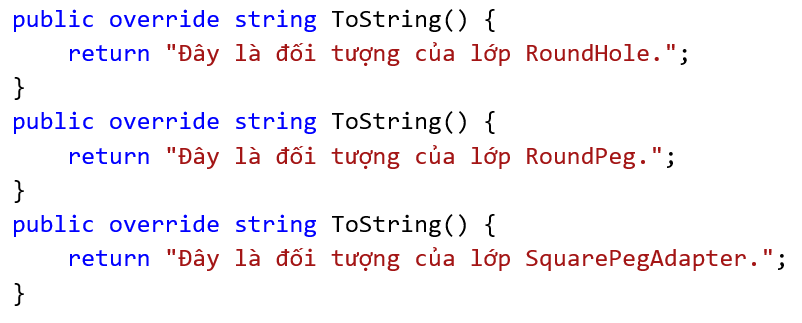 public override string ToString() {
    return "Đây là đối tượng của lớp RoundHole.";
}
public override string ToString() {
    return "Đây là đối tượng của lớp RoundPeg.";
}
public override string ToString() {
    return "Đây là đối tượng của lớp SquarePegAdapter.";
}